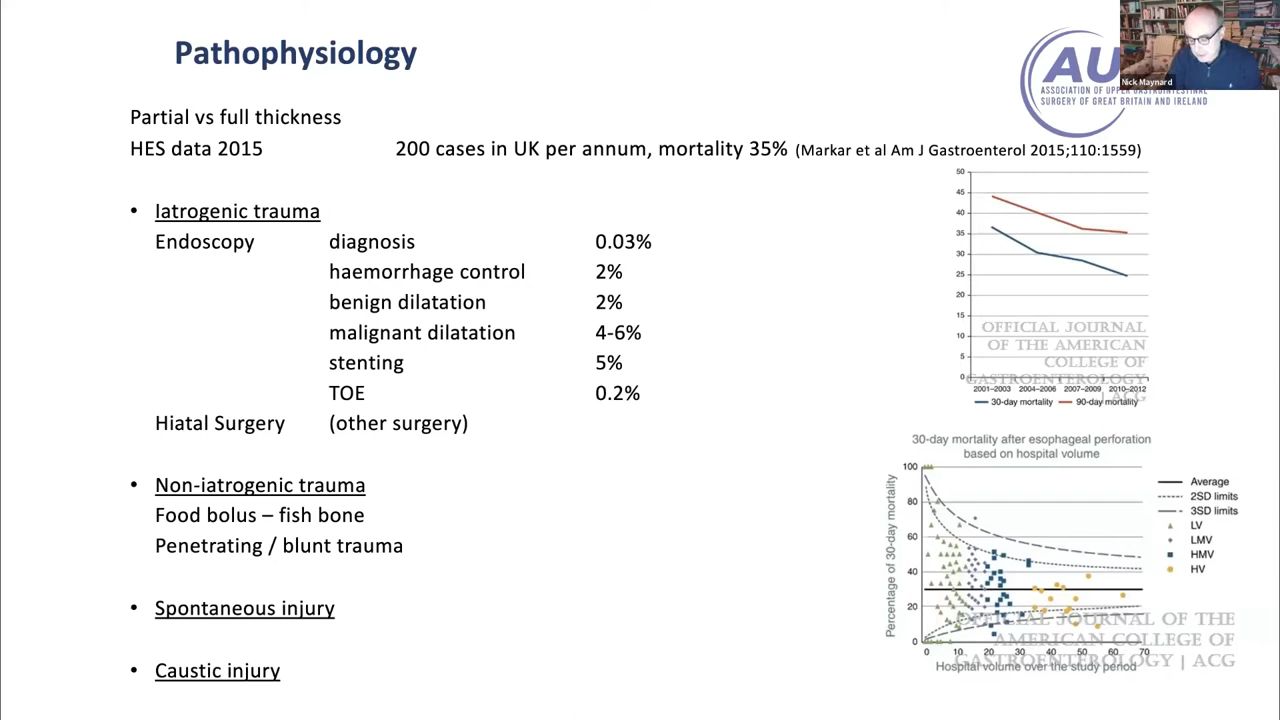 Pathophysiology
AU
ASSOCIATION OF UPPER GASTROINTESTINAL
SURGERY OF GREAT BRITAIN AND IRELAND
Nick Maynard
Partial vs full thickness
HES data 2015 200 cases in UK per annum, mortality 35% (Markar et al Am J Gastroenterol 2015;110:1559)
• Iatrogenic trauma
Endoscopy diagnosis 0.03%
haemorrhage control 2%
benign dilatation 2%
malignant dilatation 4-6%
stenting 5%
TOE 0.2%
Hiatal Surgery (other surgery)
• Non-iatrogenic trauma
Food bolus – fish bone
Penetrating / blunt trauma
• Spontaneous injury
• Caustic injury
50
45
40
35
30
25
20
15
10
5
0
OFFICIAL JOURNAL
OF THE AMERICAN
COLLEGE OF
GASTROENTEROLOGY
| ACG
2001–2003 2004–2006 2007–2009 2010–2012
30-day mortality 90-day mortality
30-day mortality after esophageal perforation
based on hospital volume
Percentage of 30-day mortality
100
80
60
40
20
0
0 10 20 30 40 50 60 70
Hospital volume over the study period
Average
2SD limits
3SD limits
LV
LMV
HMV
HV
OFFICIAL JOURNAL OF THE
AMERICAN COLLEGE OF
GASTROENTEROLOGY | ACG